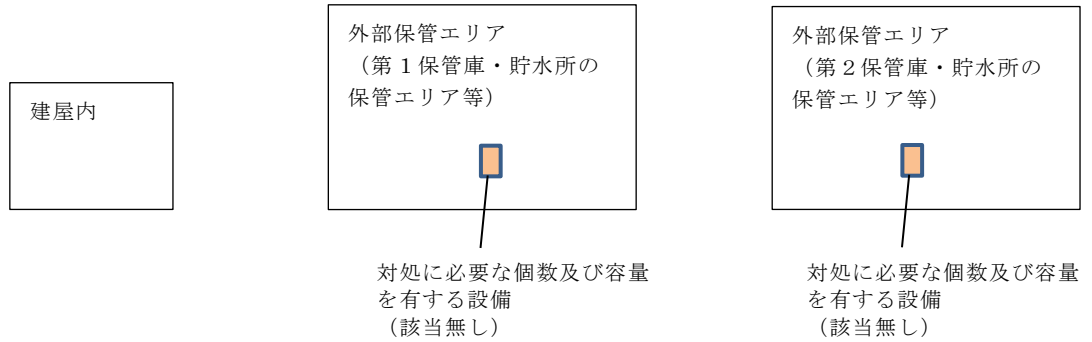 建屋内
外部保管エリア
（第１保管庫・貯水所の
保管エリア等）
対処に必要な個数及び容量
を有する設備
（該当無し）
外部保管エリア
（第２保管庫・貯水所の
保管エリア等）
対処に必要な個数及び容量
を有する設備
（該当無し）